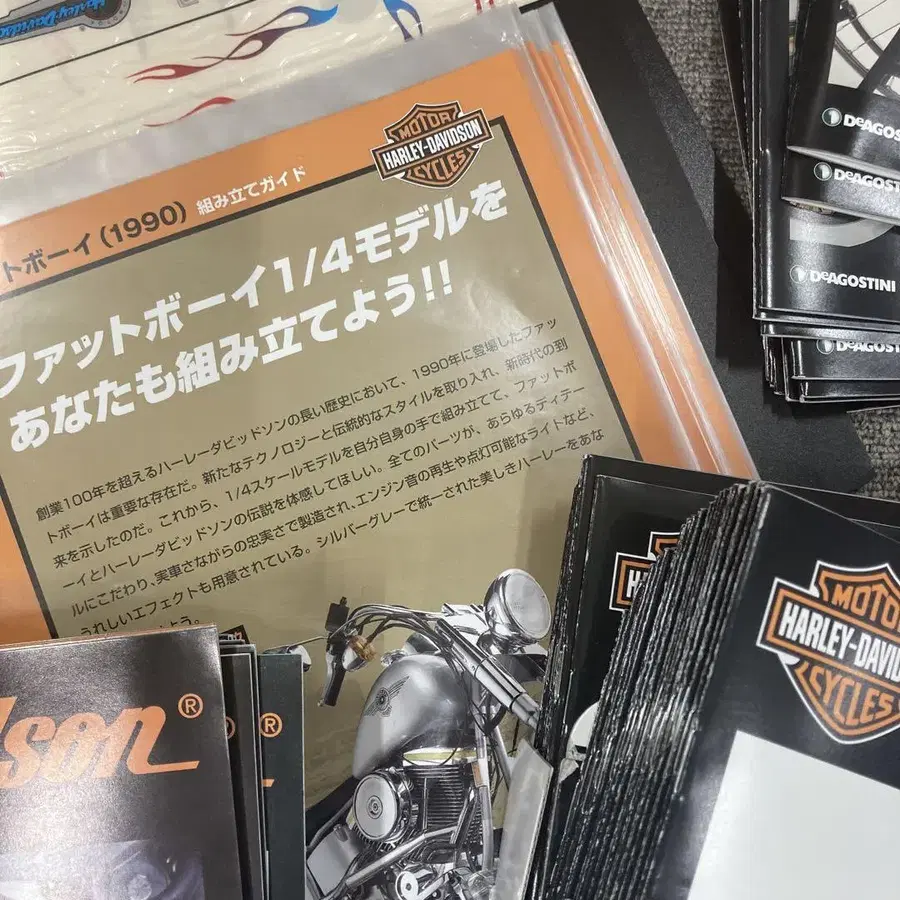 Harley-Davidson
トボーイ（1990） 組み立てガイド
MOTOR
HARLEY-DAVIDSON
CYCLES
ファットボーイ1/4モデルを
あなたも組み立てよう!!
創業100年を超えるハーレーダビッドソンの長い歴史において、1990年に登場したファッ
トボーイは重要な存在だ。新たなテクノロジーと伝統的なスタイルを取り入れ、新時代の到
来を示したのだ。これから、1/4スケールモデルを自分自身の手で組み立てて、ファットボ
ーイとハーレーダビッドソンの伝説を体感してほしい。全てのパーツが、あらゆるディテー
ルにこだわり、実車さながらの忠実さで製造され、エンジン音の再生や点灯可能なライトなど、
うれしいエフェクトも用意されている。シルバーグレーで統一された美しきハーレーをあな
よう。
DeAGOSTINI
DeAGOSTINI
DeAGOSTINI
DeAGOSTINI
dson®
®
®
MOTOR
HARLEY-DAVID
CYCLES